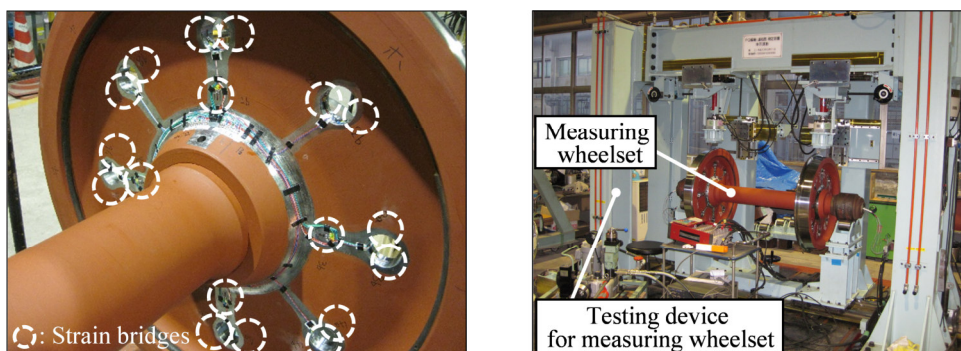 : Strain bridges
Measuring
wheelset
Testing device
for measuring wheelset